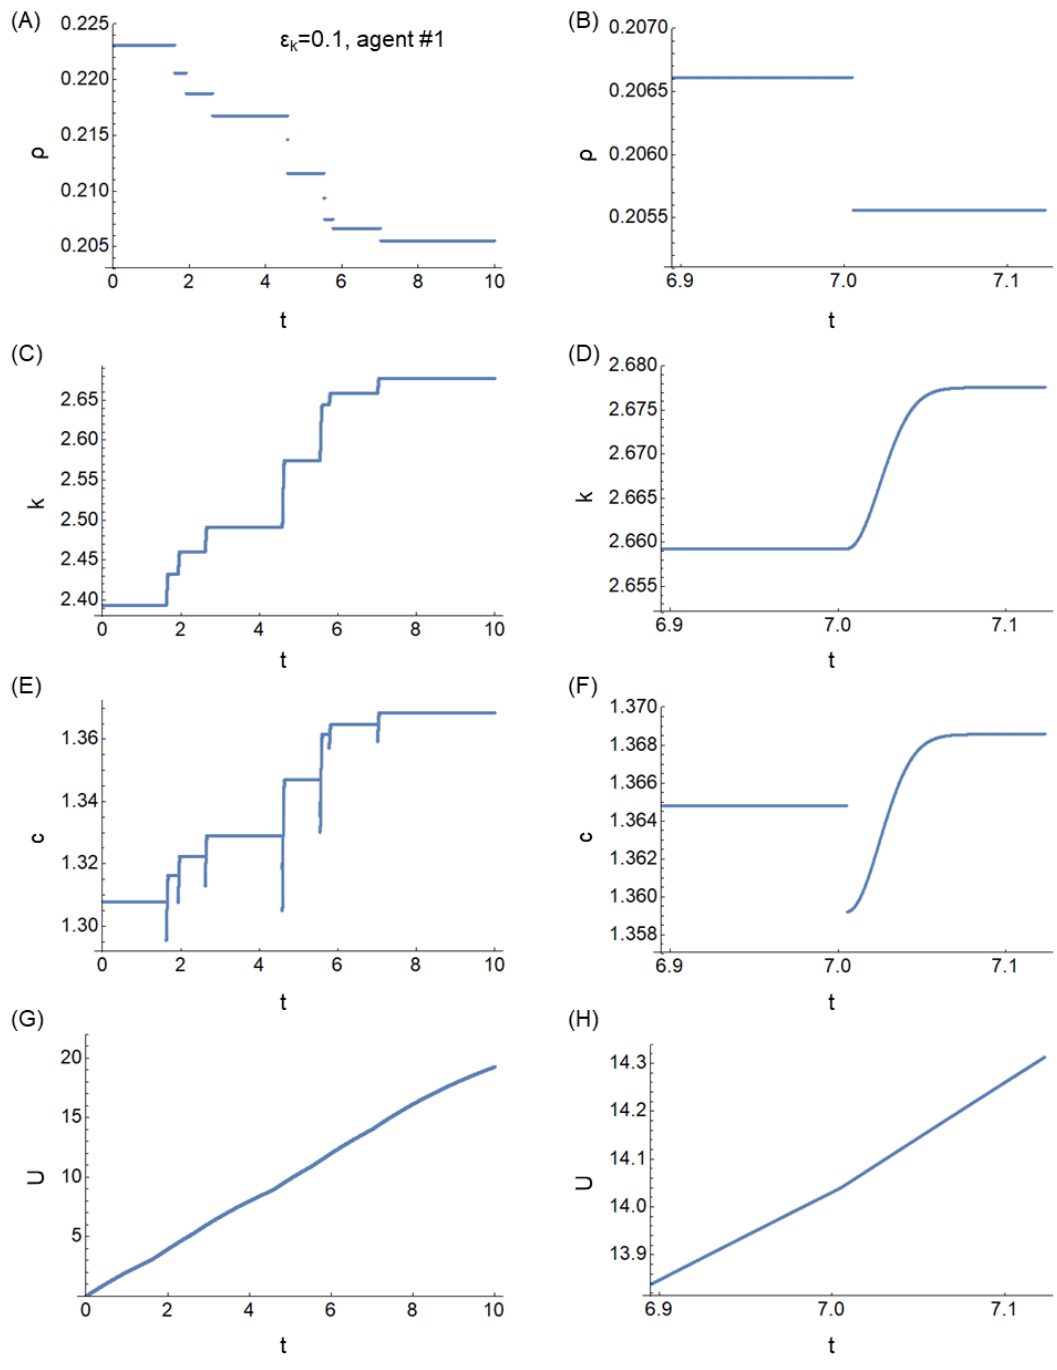 (A)
0.225
0.220
0.215
0.210
0.205
ρ
εk=0.1, agent #1
0 2 4 6 8 10
t
(B)
0.2070
0.2065
0.2060
0.2055
ρ
6.9 7.0 7.1
t
(C)
2.65
2.60
2.55
2.50
2.45
2.40
k
0 2 4 6 8 10
t
(D)
2.680
2.675
2.670
2.665
2.660
2.655
k
6.9 7.0 7.1
t
(E)
1.36
1.34
1.32
1.30
c
0 2 4 6 8 10
t
(F)
1.370
1.368
1.366
1.364
1.362
1.360
1.358
c
6.9 7.0 7.1
t
(G)
20
15
10
5
U
0 2 4 6 8 10
t
(H)
14.3
14.2
14.1
14.0
13.9
U
6.9 7.0 7.1
t